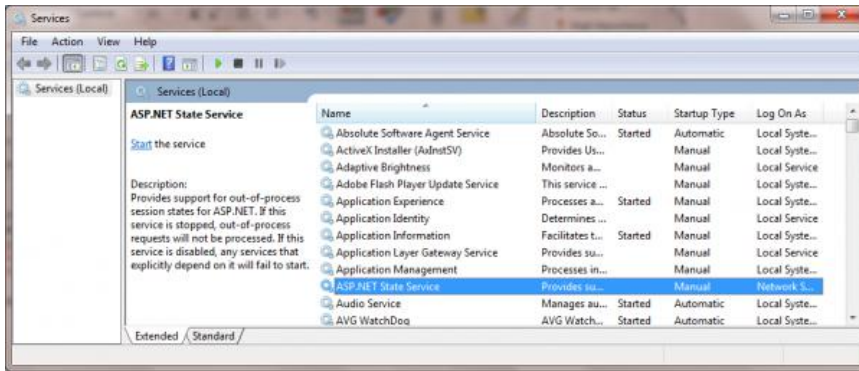 Services
File Action View Help
Services (Local)
Services (Local)
ASP.NET State Service
Start the service
Description:
Provides support for out-of-process
session states for ASP.NET. If this
service is stopped, out-of-process
requests will not be processed. If this
service is disabled, any services that
explicitly depend on it will fail to start.
Name Description Status Startup Type Log On As
Absolute Software Agent Service Absolute So... Started Automatic Local Syste...
ActiveX Installer (AxInstSV) Provides Us... Manual Local Syste...
Adaptive Brightness Monitors a... Manual Local Service
Adobe Flash Player Update Service This service ... Manual Local Syste...
Application Experience Processes a... Started Manual Local Syste...
Application Identity Determines ... Manual Local Service
Application Information Facilitates t... Started Manual Local Syste...
Application Layer Gateway Service Provides su... Manual Local Service
Application Management Processes in... Manual Local Syste...
ASP.NET State Service Provides su... Manual Network S...
Audio Service Manages au... Started Automatic Local Syste...
AVG WatchDog AVG Watch... Started Automatic Local Syste...
Extended Standard